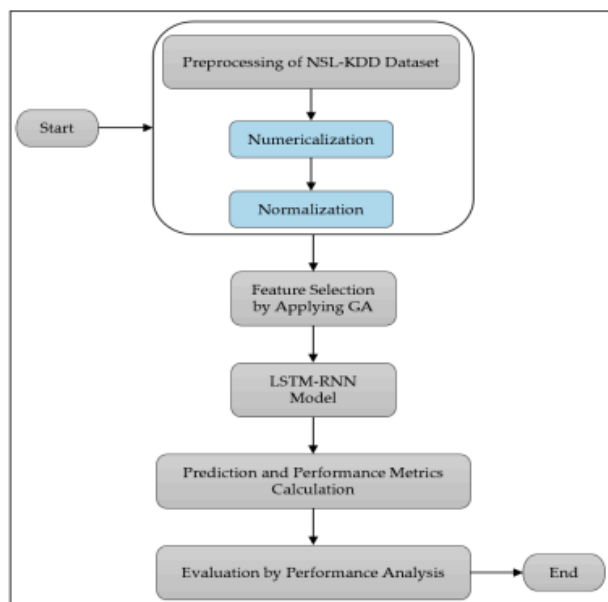 Start
Preprocessing of NSL-KDD Dataset
Numericalization
Normalization
Feature Selection
by Applying GA
LSTM-RNN
Model
Prediction and Performance Metrics
Calculation
Evaluation by Performance Analysis
End